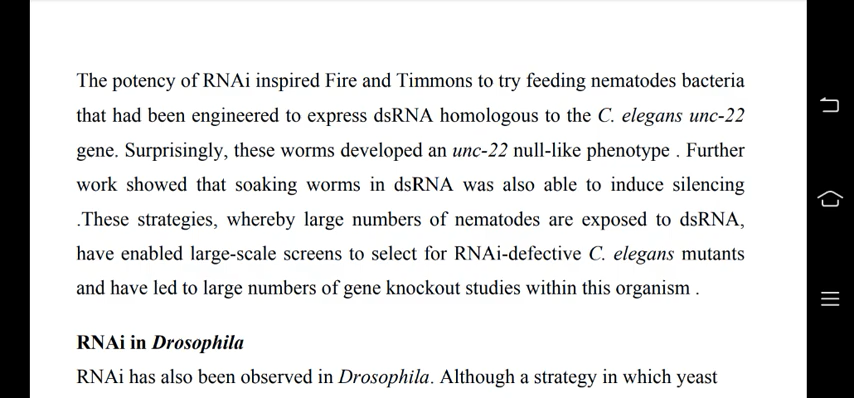 The potency of RNAi inspired Fire and Timmons to try feeding nematodes bacteria
that had been engineered to express dsRNA homologous to the C. elegans unc-22
gene. Surprisingly, these worms developed an unc-22 null-like phenotype . Further
work showed that soaking worms in dsRNA was also able to induce silencing
.These strategies, whereby large numbers of nematodes are exposed to dsRNA,
have enabled large-scale screens to select for RNAi-defective C. elegans mutants
and have led to large numbers of gene knockout studies within this organism .
RNAi in Drosophila
RNAi has also been observed in Drosophila. Although a strategy in which yeast